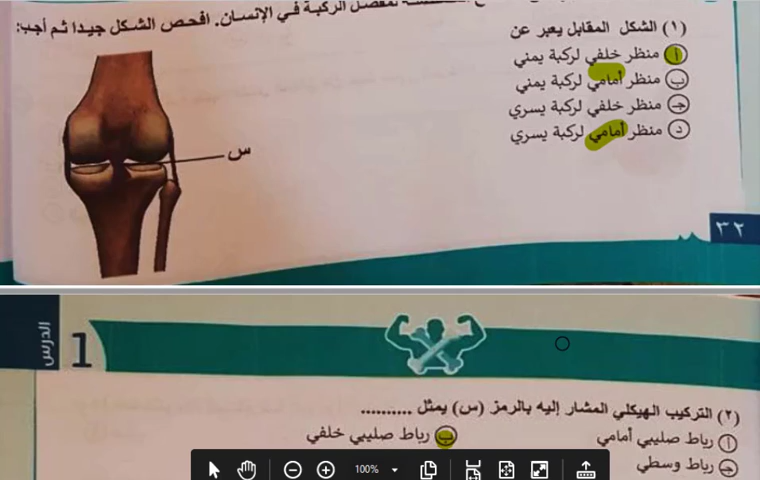 لمفصل الركبة في الإنسان. افحص الشكل جيدا ثم أجب:
(١) الشكل المقابل يعبر عن
أ منظر خلفي لركبة يمني
ب منظر أمامي لركبة يمني
جـ منظر خلفي لركبة يسري
د منظر أمامي لركبة يسري
س
٣٢
الدرس
1
(٢) التركيب الهيكلي المشار إليه بالرمز (س) يمثل ..........
أ رباط صليبي أمامي
ب رباط صليبي خلفي
جـ رباط وسطي
100%